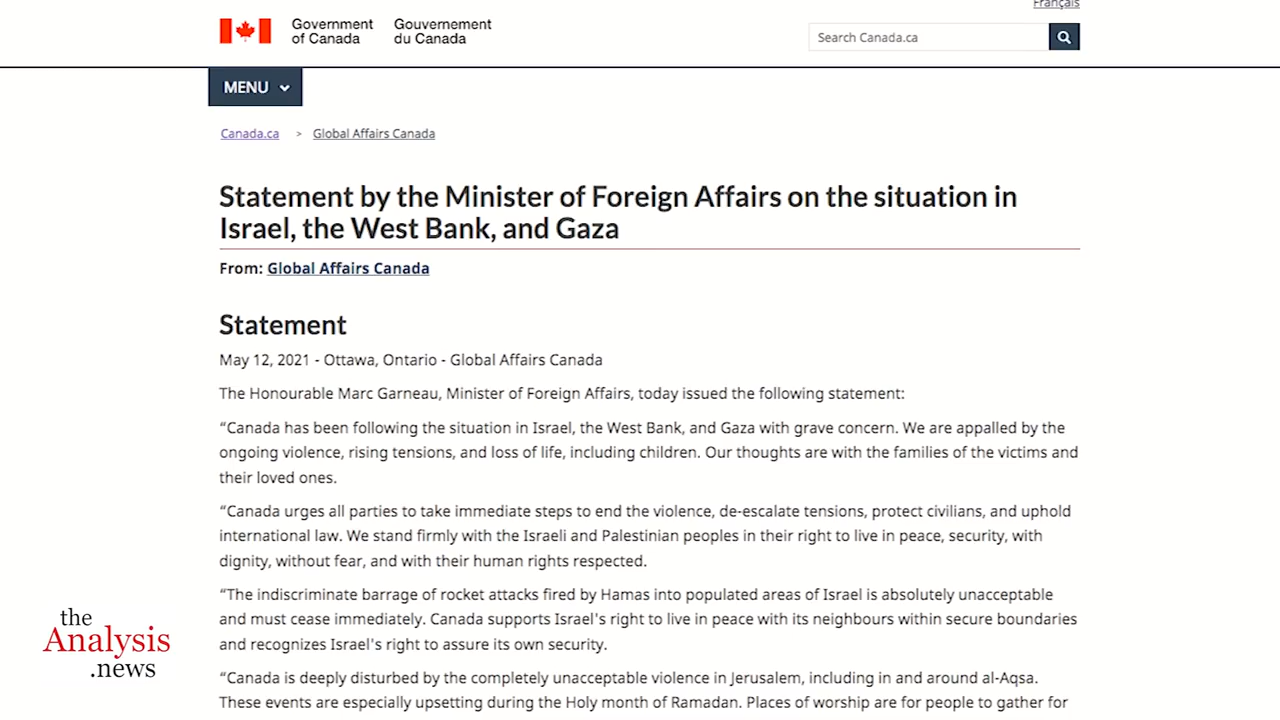 Français
Government of Canada
Gouvernement du Canada
Search Canada.ca
MENU
Canada.ca > Global Affairs Canada
Statement by the Minister of Foreign Affairs on the situation in
Israel, the West Bank, and Gaza
From: Global Affairs Canada
Statement
May 12, 2021 - Ottawa, Ontario - Global Affairs Canada
The Honourable Marc Garneau, Minister of Foreign Affairs, today issued the following statement:
“Canada has been following the situation in Israel, the West Bank, and Gaza with grave concern. We are appalled by the
ongoing violence, rising tensions, and loss of life, including children. Our thoughts are with the families of the victims and
their loved ones.
“Canada urges all parties to take immediate steps to end the violence, de-escalate tensions, protect civilians, and uphold
international law. We stand firmly with the Israeli and Palestinian peoples in their right to live in peace, security, with
dignity, without fear, and with their human rights respected.
“The indiscriminate barrage of rocket attacks fired by Hamas into populated areas of Israel is absolutely unacceptable
and must cease immediately. Canada supports Israel's right to live in peace with its neighbours within secure boundaries
and recognizes Israel's right to assure its own security.
“Canada is deeply disturbed by the completely unacceptable violence in Jerusalem, including in and around al-Aqsa.
These events are especially upsetting during the Holy month of Ramadan. Places of worship are for people to gather for
the
Analysis
.news